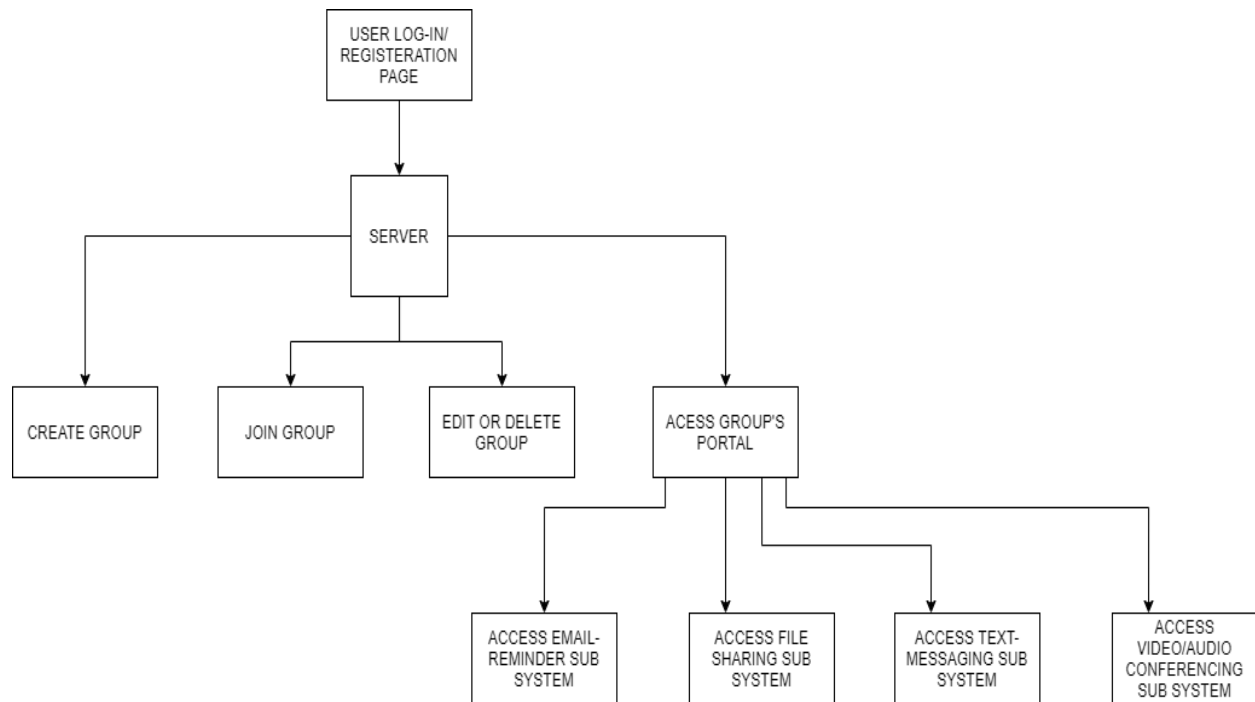 USER LOG-IN/
REGISTERATION
PAGE
SERVER
CREATE GROUP
JOIN GROUP
EDIT OR DELETE
GROUP
ACESS GROUP'S
PORTAL
ACCESS EMAIL-
REMINDER SUB
SYSTEM
ACCESS FILE
SHARING SUB
SYSTEM
ACCESS TEXT-
MESSAGING SUB
SYSTEM
ACCESS
VIDEO/AUDIO
CONFERENCING
SUB SYSTEM